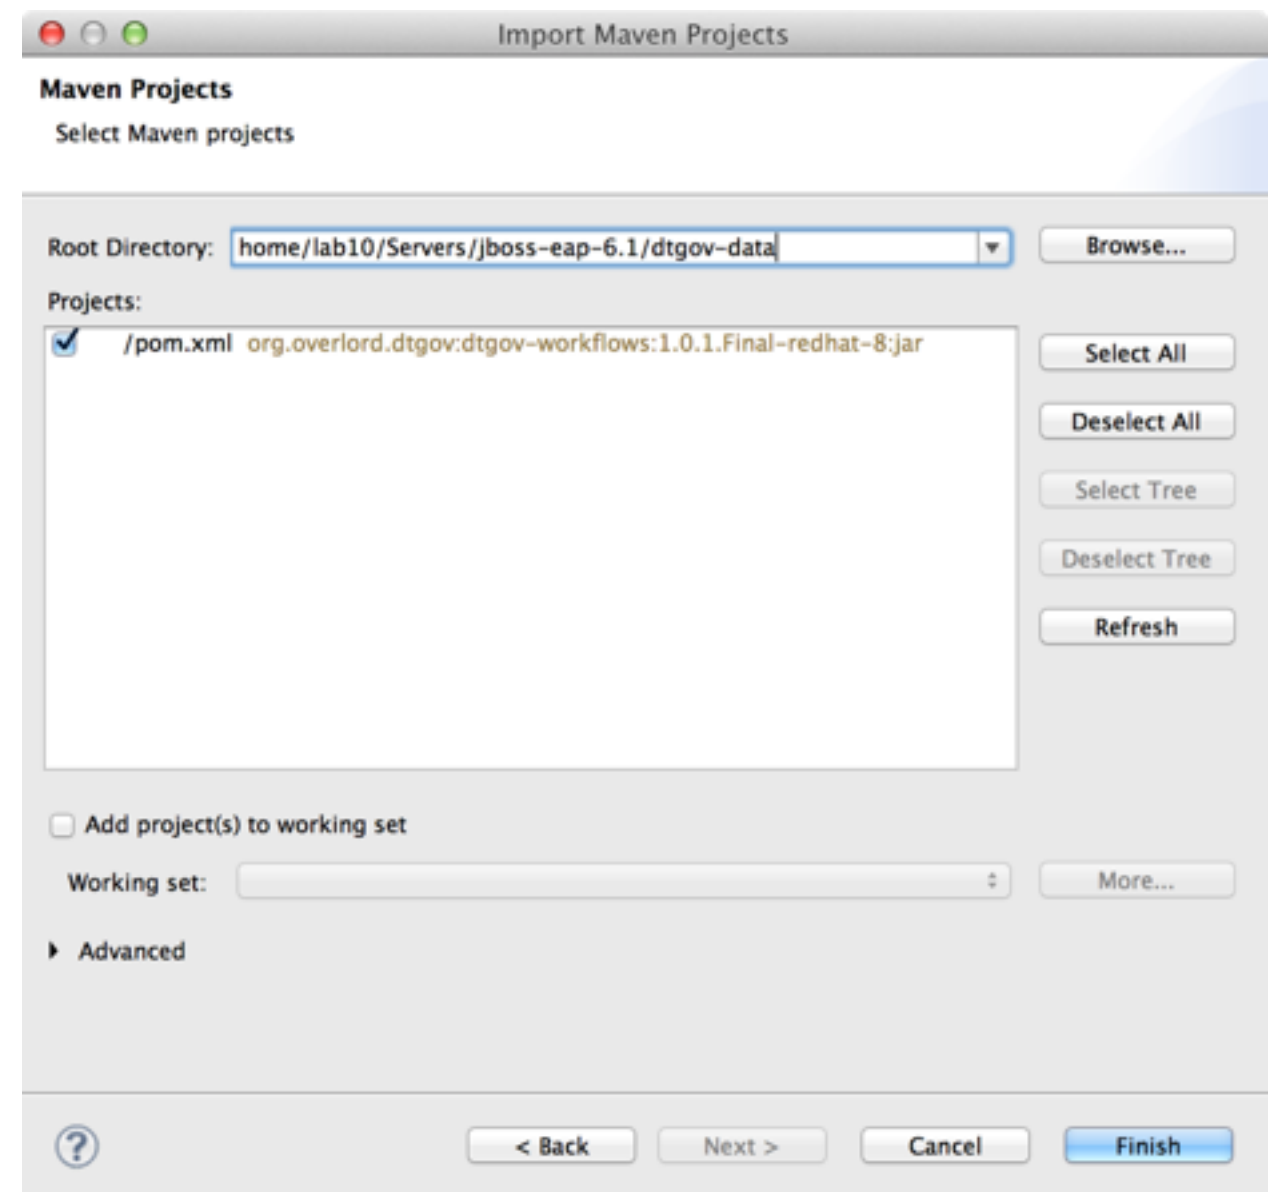 Import Maven Projects
Maven Projects
Select Maven projects
Root Directory: home/lab10/Servers/jboss-eap-6.1/dtgov-data Browse...
Projects:
/pom.xml org.overlord.dtgov:dtgov-workflows:1.0.1.Final-redhat-8:jar
Select All
Deselect All
Select Tree
Deselect Tree
Refresh
Add project(s) to working set
Working set: More...
Advanced
? < Back Next > Cancel Finish